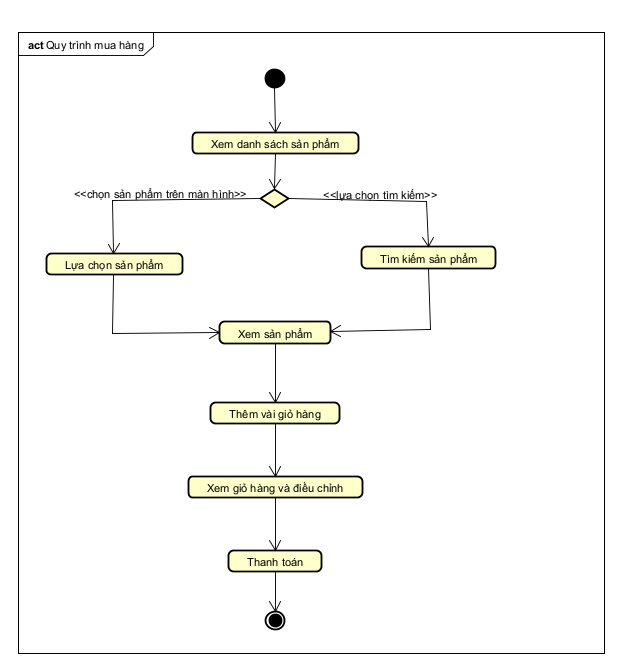 act Quy trình mua hàng
Xem danh sách sản phẩm
<<chọn sản phẩm trên màn hình>>
<<lựa chọn tìm kiếm>>
Lựa chọn sản phẩm
Tìm kiếm sản phẩm
Xem sản phẩm
Thêm vài giỏ hàng
Xem giỏ hàng và điều chỉnh
Thanh toán